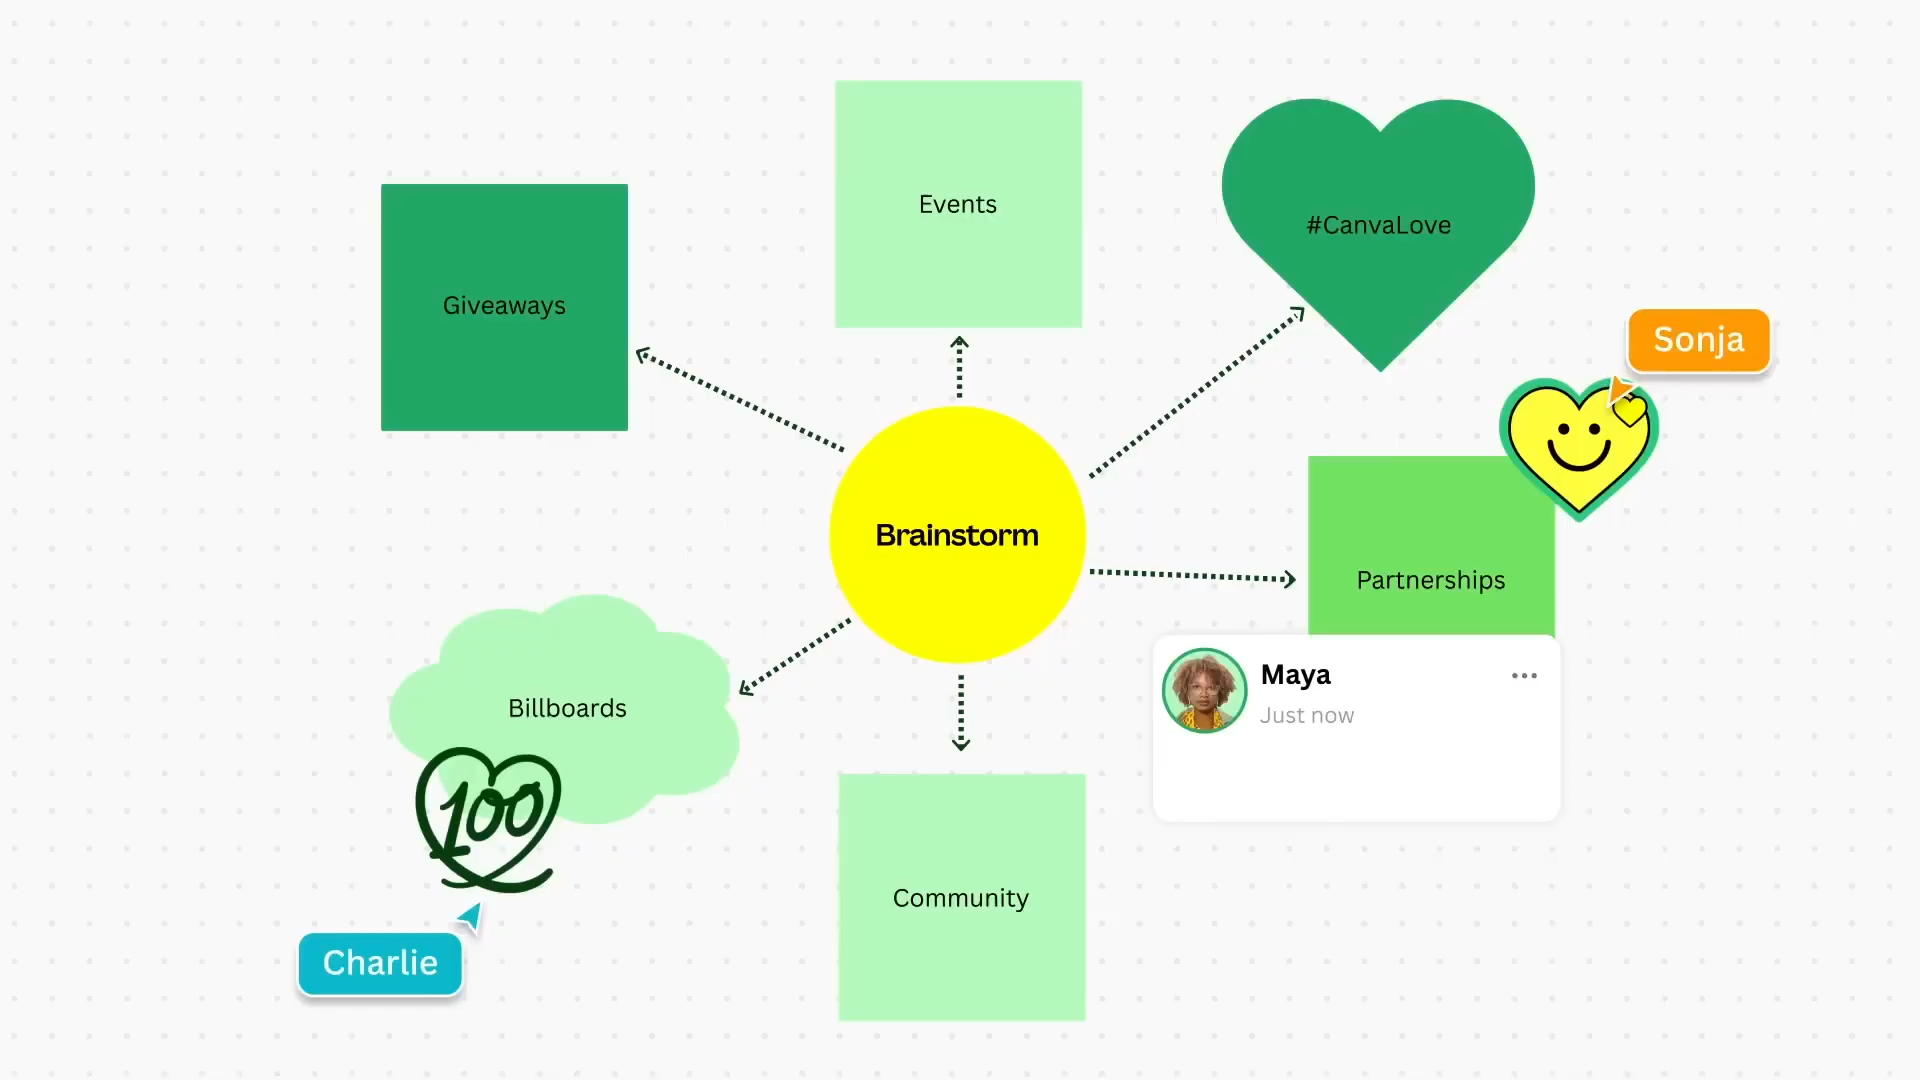 Events
#CanvaLove
Giveaways
Sonja
Brainstorm
Partnerships
Maya
Just now
Billboards
100
Community
Charlie